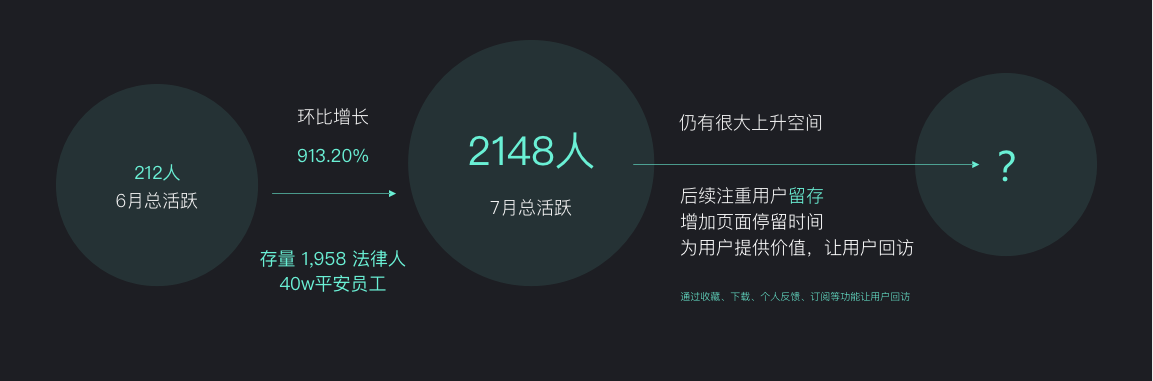 212人
6月总活跃
环比增长
913.20%
存量 1,958 法律人
40w平安员工
2148人
7月总活跃
仍有很大上升空间
后续注重用户留存
增加页面停留时间
为用户提供价值，让用户回访
通过收藏、下载、个人反馈、订阅等功能让用户回访
?